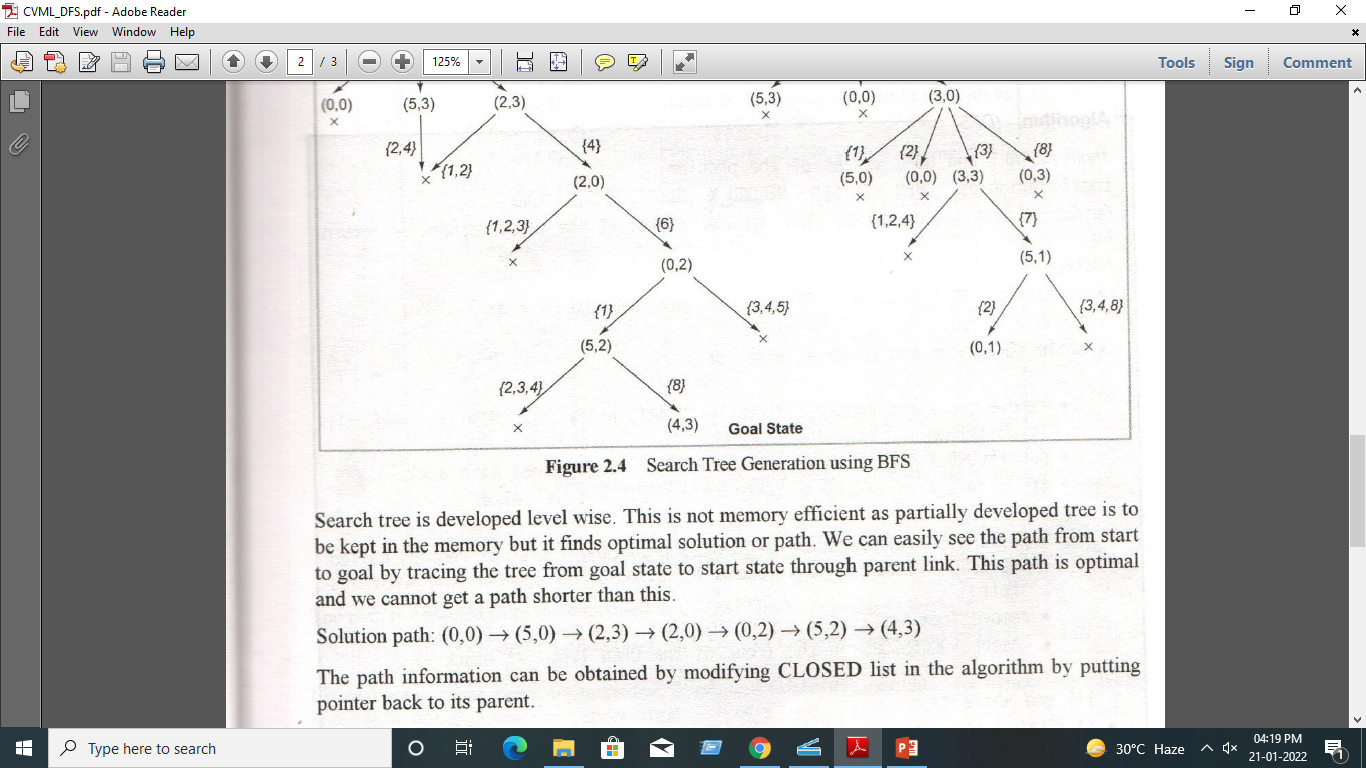 CVML_DFS.pdf - Adobe Reader
File Edit View Window Help
2 / 3 125% Tools Sign Comment
(0,0) (5,3) (2,3) (5,3) (0,0) (3,0)
× × ×
{2,4} {4} {1} {2} {3} {8}
× {1,2} (2,0) (5,0) (0,0) (3,3) (0,3)
× × ×
{1,2,3} {6} {1,2,4} {7}
× (0,2) × (5,1)
{1} {3,4,5} {2} {3,4,8}
(5,2) × (0,1) ×
{2,3,4} {8}
× (4,3) Goal State
Figure 2.4 Search Tree Generation using BFS
Search tree is developed level wise. This is not memory efficient as partially developed tree is to
be kept in the memory but it finds optimal solution or path. We can easily see the path from start
to goal by tracing the tree from goal state to start state through parent link. This path is optimal
and we cannot get a path shorter than this.
Solution path: (0,0) → (5,0) → (2,3) → (2,0) → (0,2) → (5,2) → (4,3)
The path information can be obtained by modifying CLOSED list in the algorithm by putting
pointer back to its parent.
Type here to search
30°C Haze
04:19 PM
21-01-2022
1